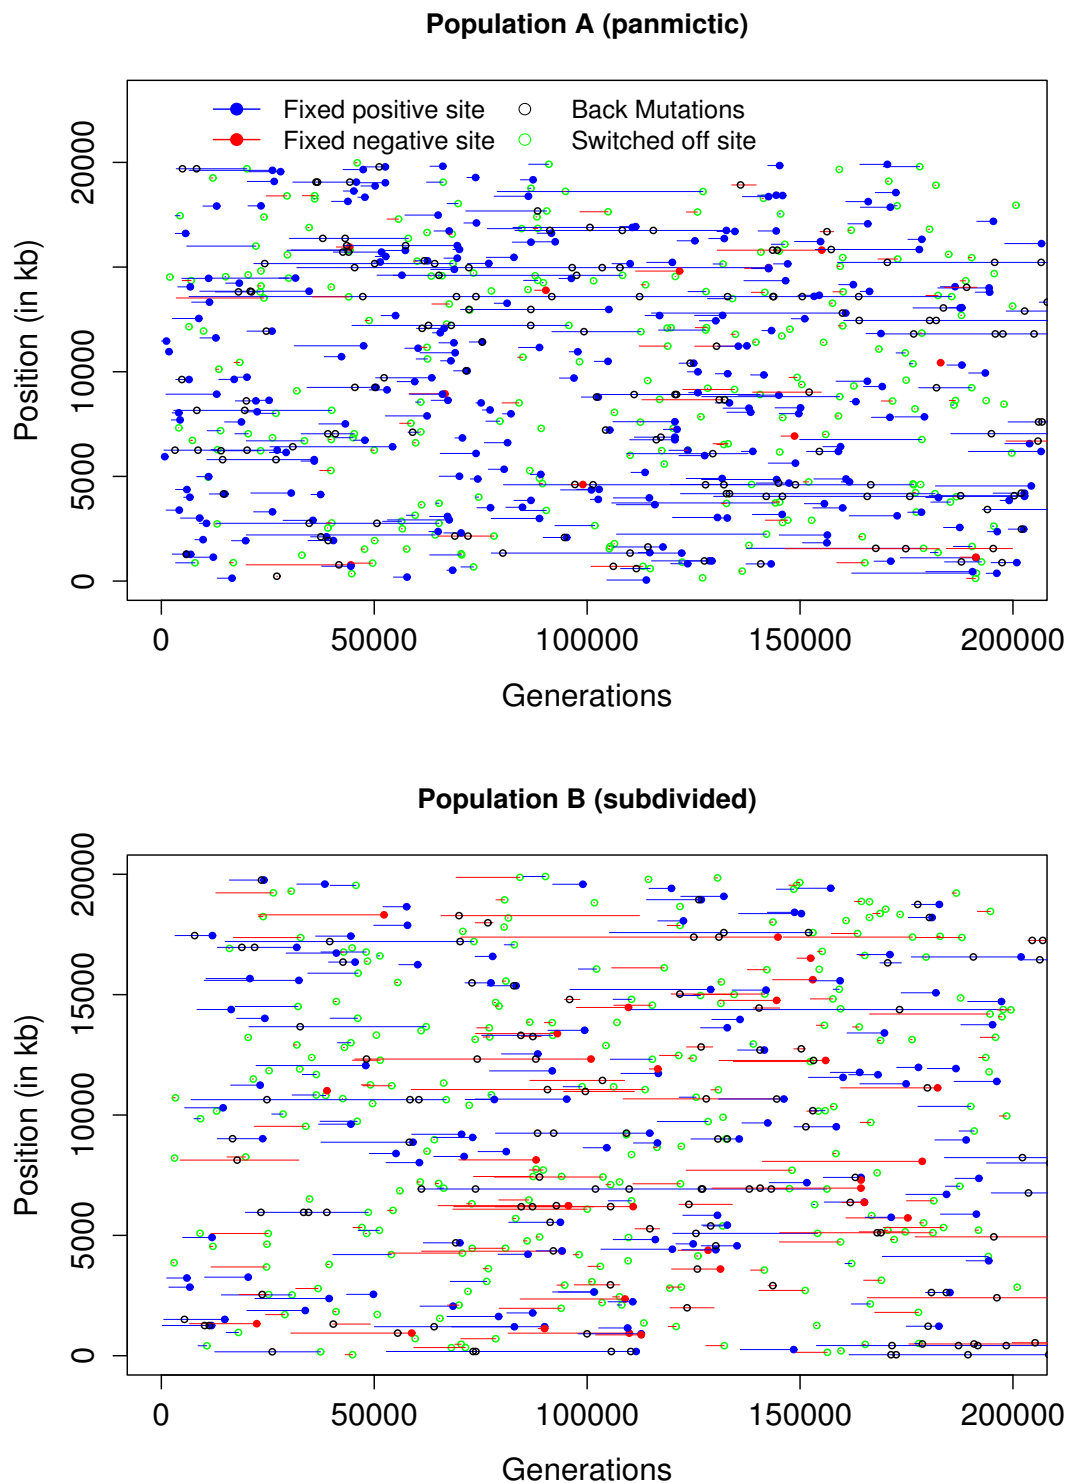 Population A (panmictic)
Fixed positive site
Back Mutations
Fixed negative site
Switched off site
Position (in kb)
20000
10000
5000
0
0
50000
100000
150000
200000
Generations
Population B (subdivided)
Position (in kb)
20000
15000
10000
5000
0
0
50000
100000
150000
200000
Generations